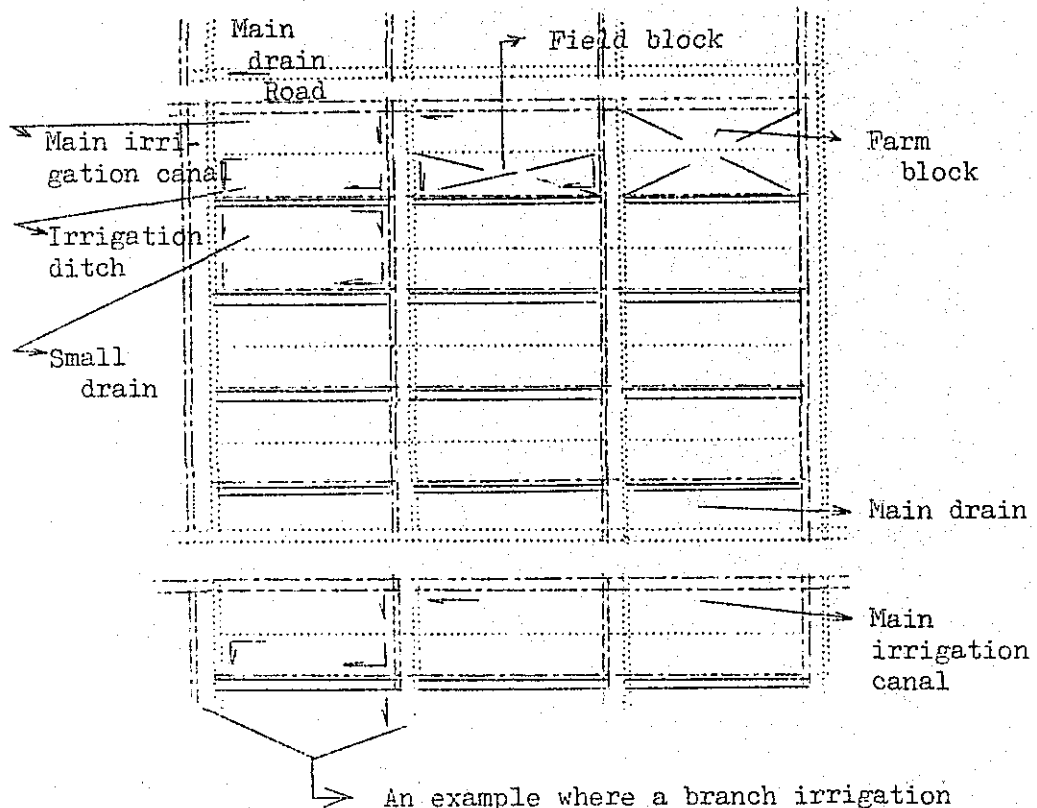 Main
drain
Road
Field block
Main irri-
gation canal
Farm
block
Irrigation
ditch
Small
drain
Main drain
Main
irrigation
canal
An example where a branch irrigation